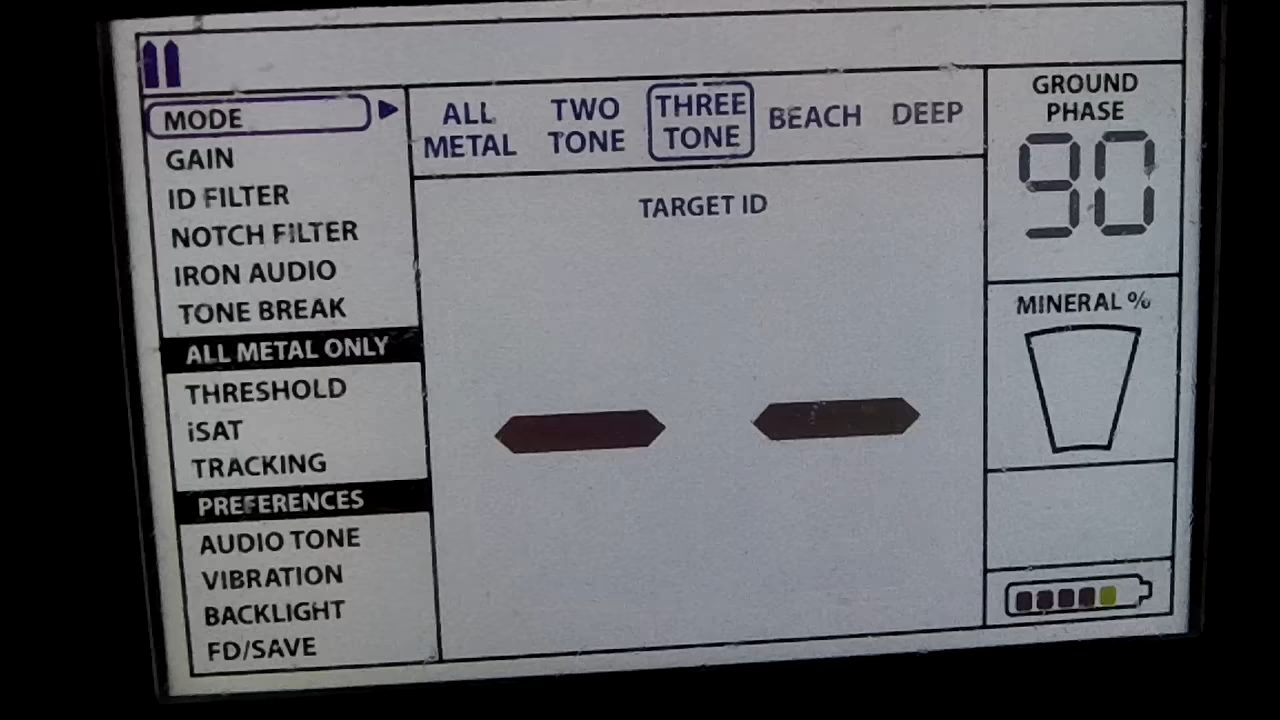 MODE
GAIN
ID FILTER
NOTCH FILTER
IRON AUDIO
TONE BREAK
ALL METAL ONLY
THRESHOLD
iSAT
TRACKING
PREFERENCES
AUDIO TONE
VIBRATION
BACKLIGHT
FD/SAVE
ALL
METAL
TWO
TONE
THREE
TONE
BEACH
DEEP
TARGET ID
--
GROUND
PHASE
90
MINERAL %